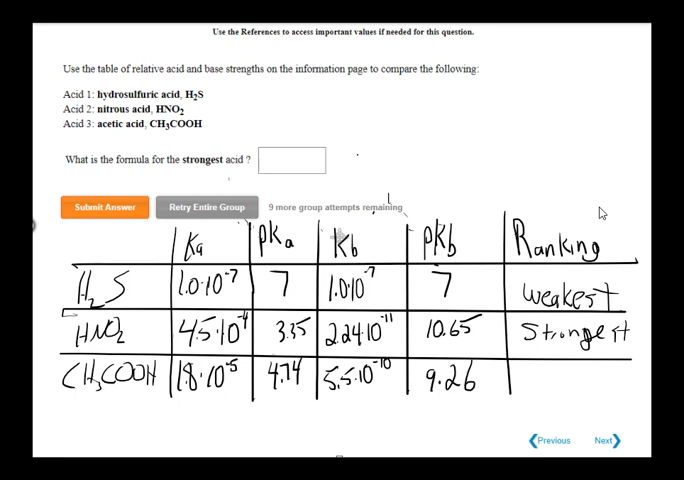 Use the References to access important values if needed for this question.
Use the table of relative acid and base strengths on the information page to compare the following:
Acid 1: hydrosulfuric acid, H₂S
Acid 2: nitrous acid, HNO₂
Acid 3: acetic acid, CH₃COOH
What is the formula for the strongest acid ?
Submit Answer Retry Entire Group 9 more group attempts remaining
Ka pKa Kb pKb Ranking
H₂S 1.0·10⁻⁷ 7 1.0·10⁻⁷ 7 weakest
HNO₂ 4.5·10⁻⁴ 3.35 2.24·10⁻¹¹ 10.65 Strongest
CH₃COOH 1.8·10⁻⁵ 4.74 5.5·10⁻¹⁰ 9.26
Previous Next